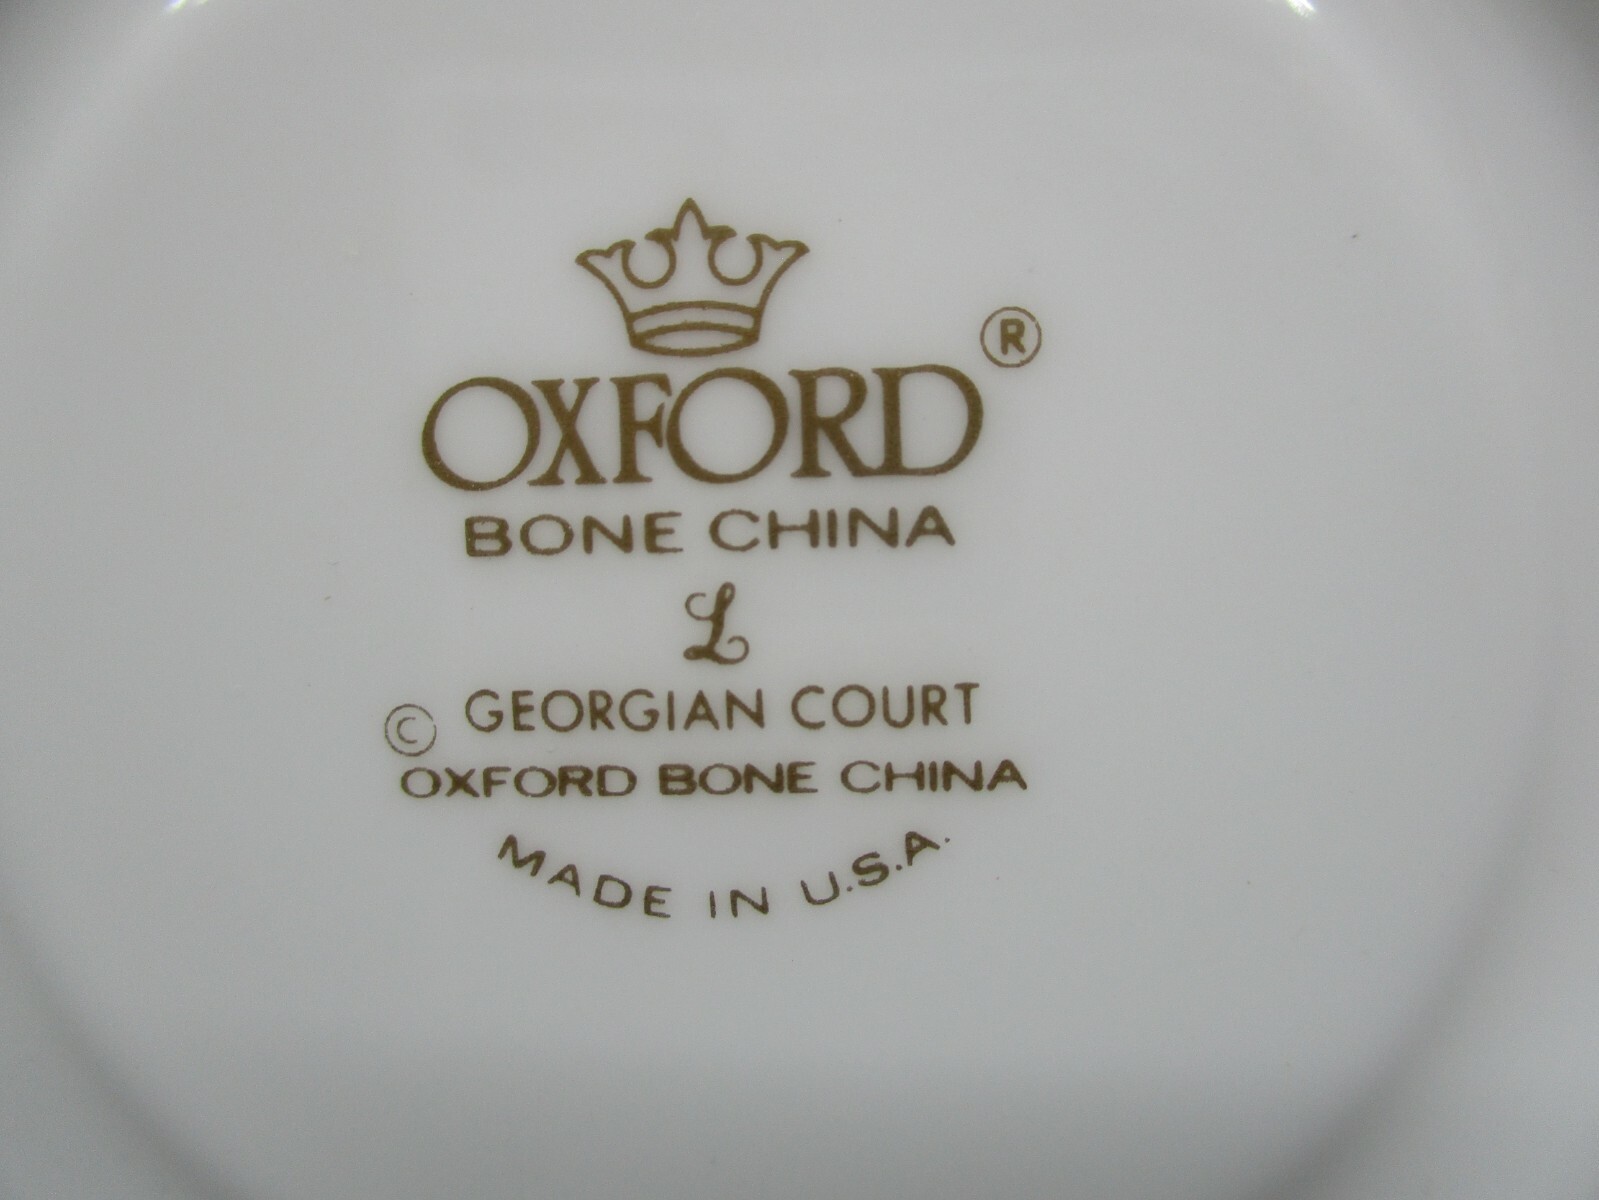 OXFORD ®
BONE CHINA
L
© GEORGIAN COURT
OXFORD BONE CHINA
MADE IN U.S.A.